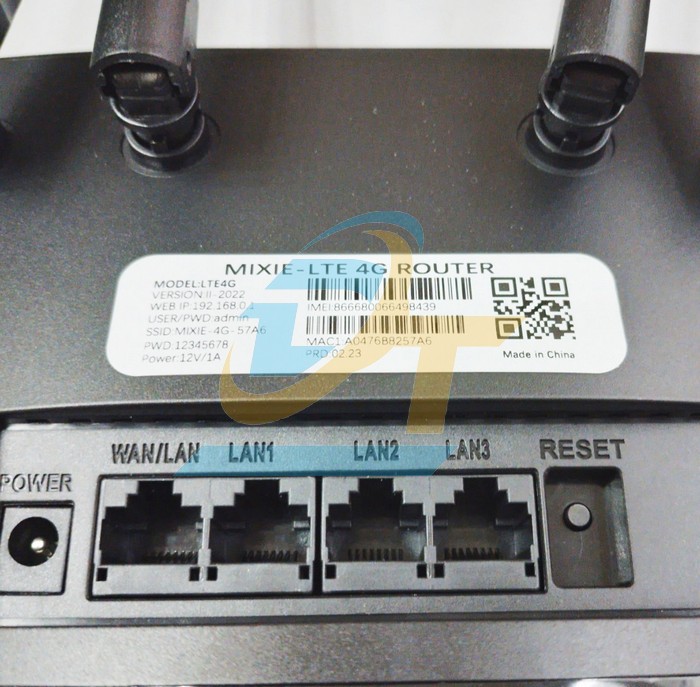 MIXIE-LTE 4G ROUTER
MODEL:LTE4G
VERSION:II-2022
WEB IP:192.168.0.1
USER/PWD:admin
SSID:MIXIE-4G-57A6
PWD:12345678
Power:12V/1A
IMEI:866680066498439
MAC1:A0476B8257A6
PRD:02.23
Made in China
DT
POWER
WAN/LAN
LAN1
LAN2
LAN3
RESET